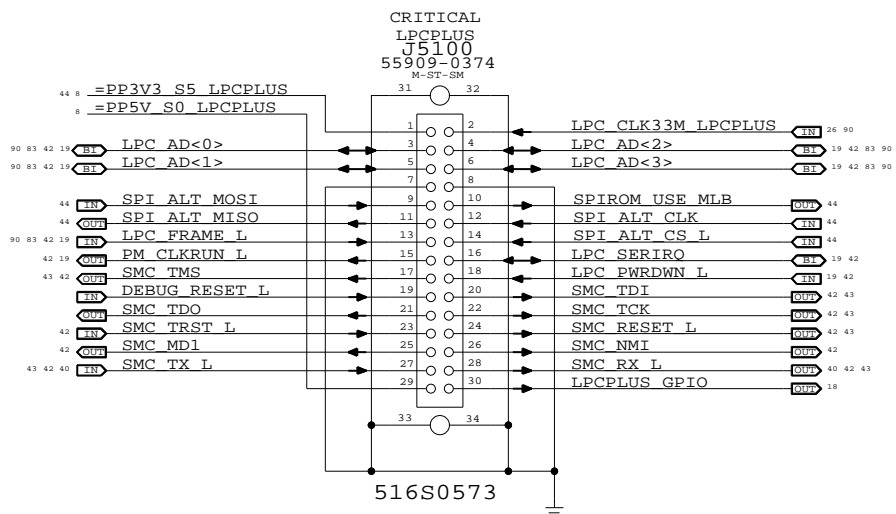 CRITICAL
LPCPLUS
J5100
55909-0374
M-ST-SM
31 32
44 8 =PP3V3_S5_LPCPLUS
8 =PP5V_S0_LPCPLUS
1 2 LPC_CLK33M_LPCPLUS IN 26 90
90 83 42 19 BI LPC_AD<0> 3 4 LPC_AD<2> BI 19 42 83 90
90 83 42 19 BI LPC_AD<1> 5 6 LPC_AD<3> BI 19 42 83 90
7 8
44 IN SPI_ALT_MOSI 9 10 SPIROM_USE_MLB OUT 44
44 OUT SPI_ALT_MISO 11 12 SPI_ALT_CLK IN 44
90 83 42 19 IN LPC_FRAME_L 13 14 SPI_ALT_CS_L IN 44
42 19 OUT PM_CLKRUN_L 15 16 LPC_SERIRQ BI 19 42
43 42 OUT SMC_TMS 17 18 LPC_PWRDWN_L IN 19 42
IN DEBUG_RESET_L 19 20 SMC_TDI OUT 42 43
OUT SMC_TDO 21 22 SMC_TCK OUT 42 43
42 IN SMC_TRST_L 23 24 SMC_RESET_L OUT 42 43
42 OUT SMC_MD1 25 26 SMC_NMI OUT 42
43 42 40 IN SMC_TX_L 27 28 SMC_RX_L OUT 40 42 43
29 30 LPCPLUS_GPIO OUT 18
33 34
516S0573